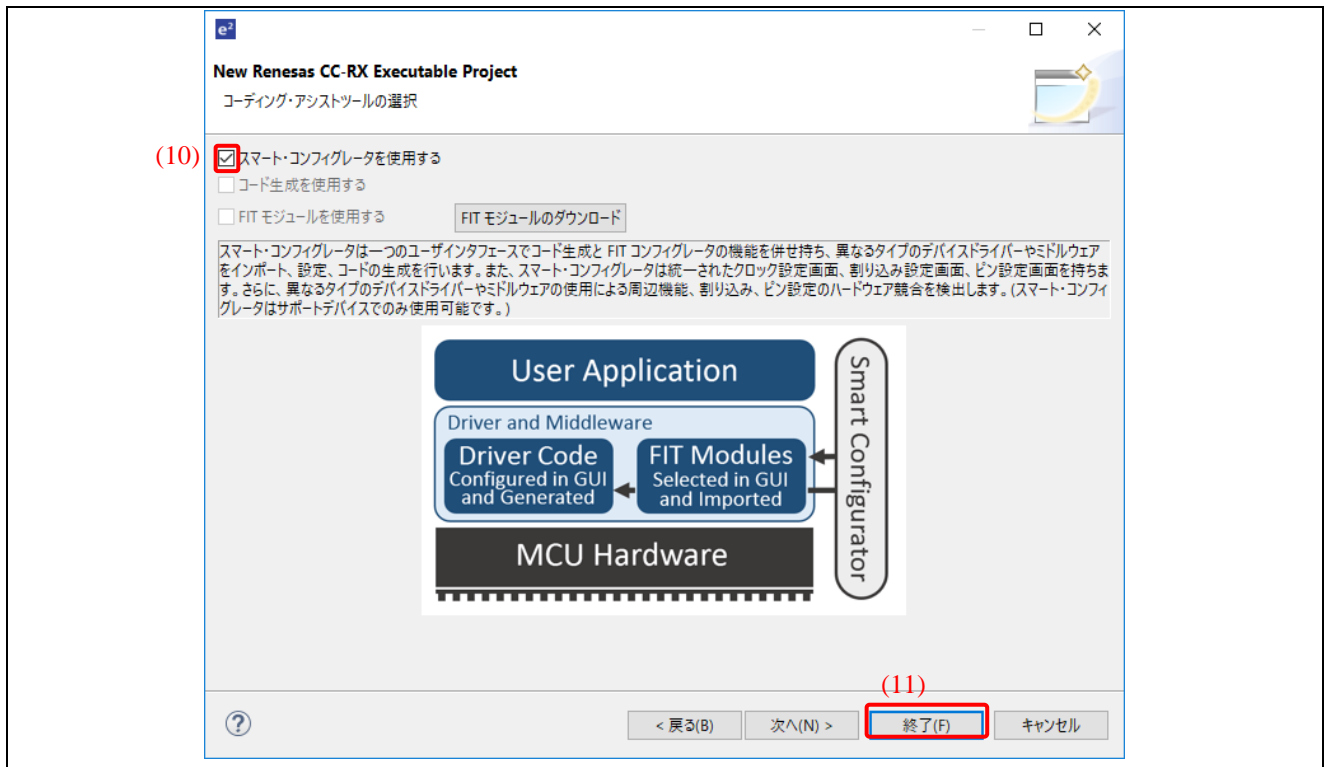 e²
New Renesas CC-RX Executable Project
コーディング・アシストツールの選択
(10)
スマート・コンフィグレータを使用する
コード生成を使用する
FIT モジュールを使用する
FIT モジュールのダウンロード
スマート・コンフィグレータは一つのユーザインタフェースでコード生成と FIT コンフィグレータの機能を併せ持ち、異なるタイプのデバイスドライバーやミドルウェア
をインポート、設定、コードの生成を行います。また、スマート・コンフィグレータは統一されたクロック設定画面、割り込み設定画面、ピン設定画面を持ちま
す。さらに、異なるタイプのデバイスドライバーやミドルウェアの使用による周辺機能、割り込み、ピン設定のハードウェア競合を検出します。(スマート・コンフィ
グレータはサポートデバイスでのみ使用可能です。)
User Application
Driver and Middleware
Driver Code
Configured in GUI
and Generated
FIT Modules
Selected in GUI
and Imported
MCU Hardware
Smart Configurator
(11)
?
< 戻る(B)
次へ(N) >
終了(F)
キャンセル